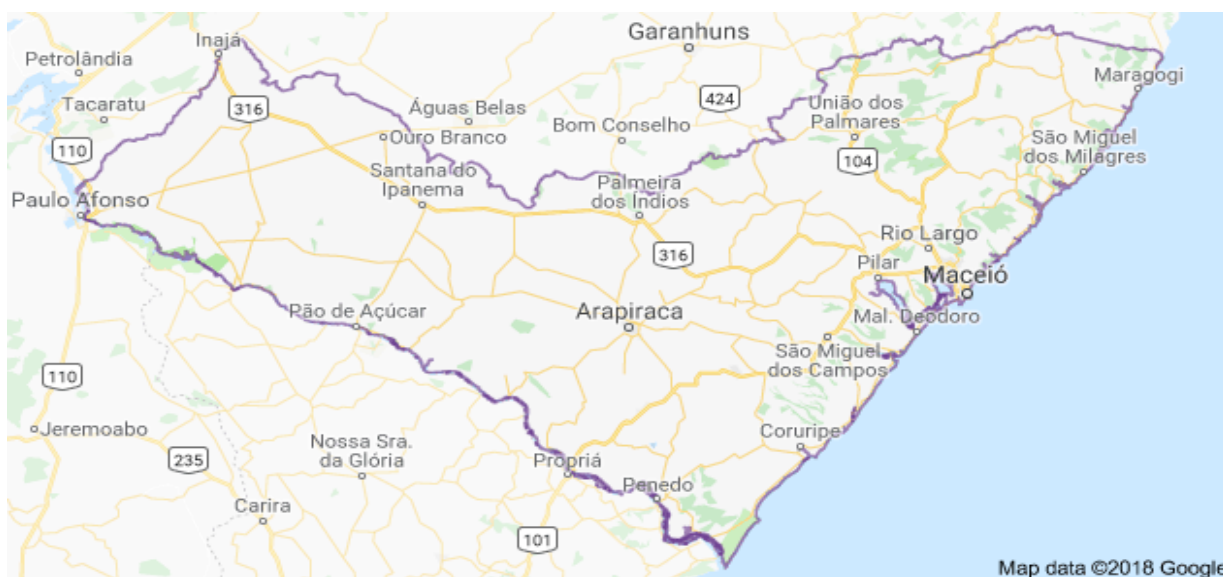 Garanhuns
Inajá
Petrolândia
Maragogi
Tacaratu
316
Águas Belas
424
União dos
Palmares
Ouro Branco
Bom Conselho
São Miguel
dos Milagres
110
104
Santana do
Ipanema
Palmeira
dos Índios
Paulo Afonso
Rio Largo
316
Pilar
Maceió
Pão de Açúcar
Arapiraca
Mal. Deodoro
São Miguel
dos Campos
110
Jeremoabo
Nossa Sra.
da Glória
Coruripe
235
Propriá
Penedo
Carira
101
Map data ©2018 Google